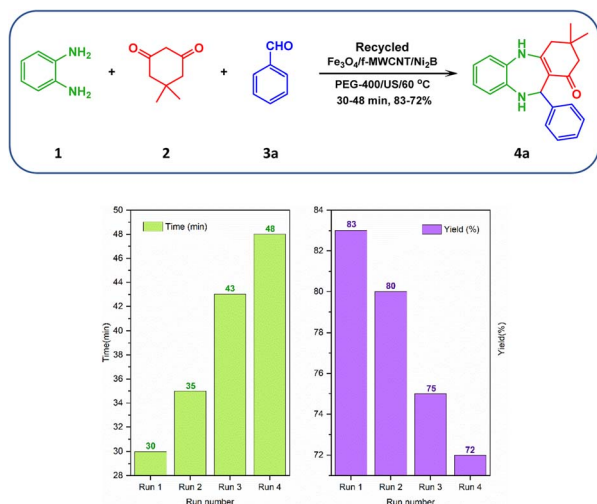 NH₂
NH₂
+
O
O
+
CHO
Recycled
Fe₃O₄/f-MWCNT/Ni₂B
PEG-400/US/60 °C
30-48 min, 83-72%
H
N
N
H
O
1
2
3a
4a
50
48
46
44
42
40
38
36
34
32
30
28
Time(min)
Time (min)
30
35
43
48
Run 1
Run 2
Run 3
Run 4
Run number
84
82
80
78
76
74
72
Yield(%)
Yield (%)
83
80
75
72
Run 1
Run 2
Run 3
Run 4
Run number